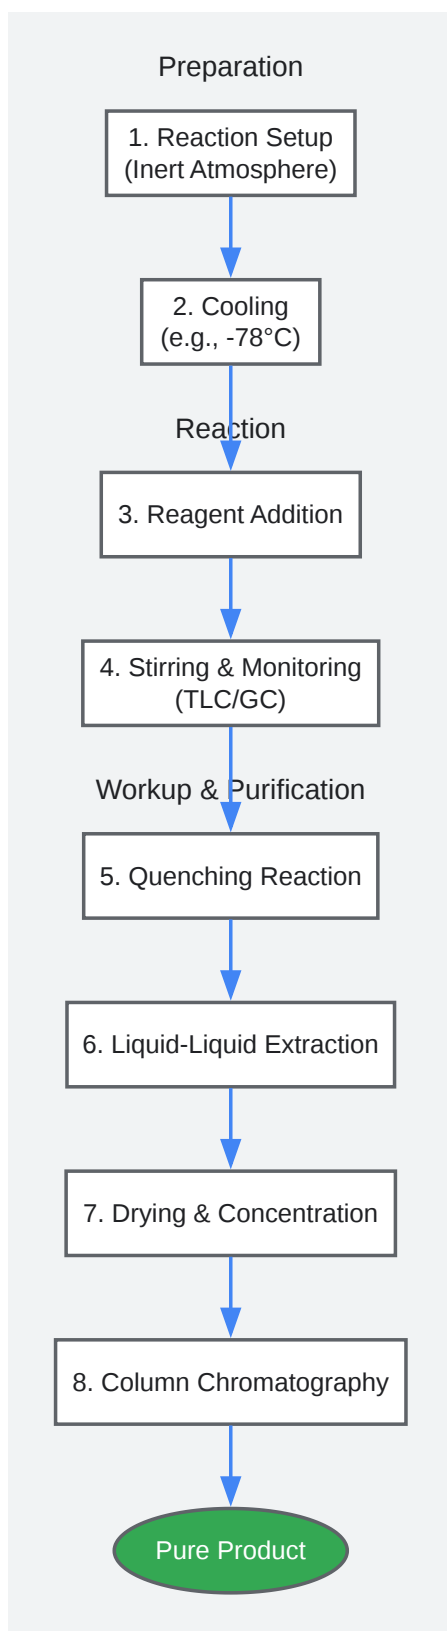 Preparation
1. Reaction Setup
(Inert Atmosphere)
2. Cooling
(e.g., -78°C)
Reaction
3. Reagent Addition
4. Stirring & Monitoring
(TLC/GC)
Workup & Purification
5. Quenching Reaction
6. Liquid-Liquid Extraction
7. Drying & Concentration
8. Column Chromatography
Pure Product